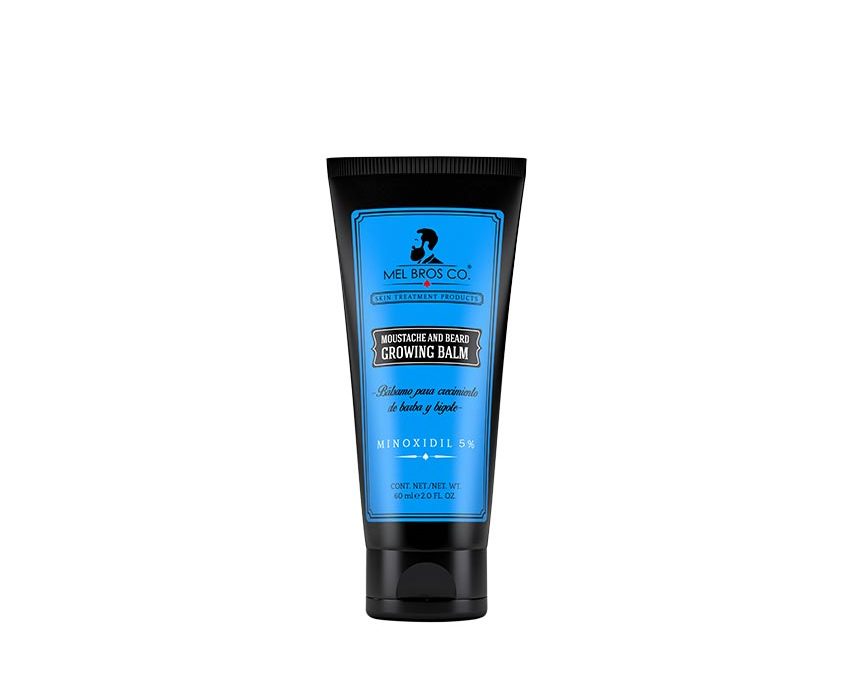 MEL BROS CO.®
SKIN TREATMENT PRODUCTS
MOUSTACHE AND BEARD
GROWING BALM
-Bálsamo para crecimiento
de barba y bigote-
MINOXIDIL 5%
CONT. NET./NET. WT.
60 ml e 2.0 FL. OZ.